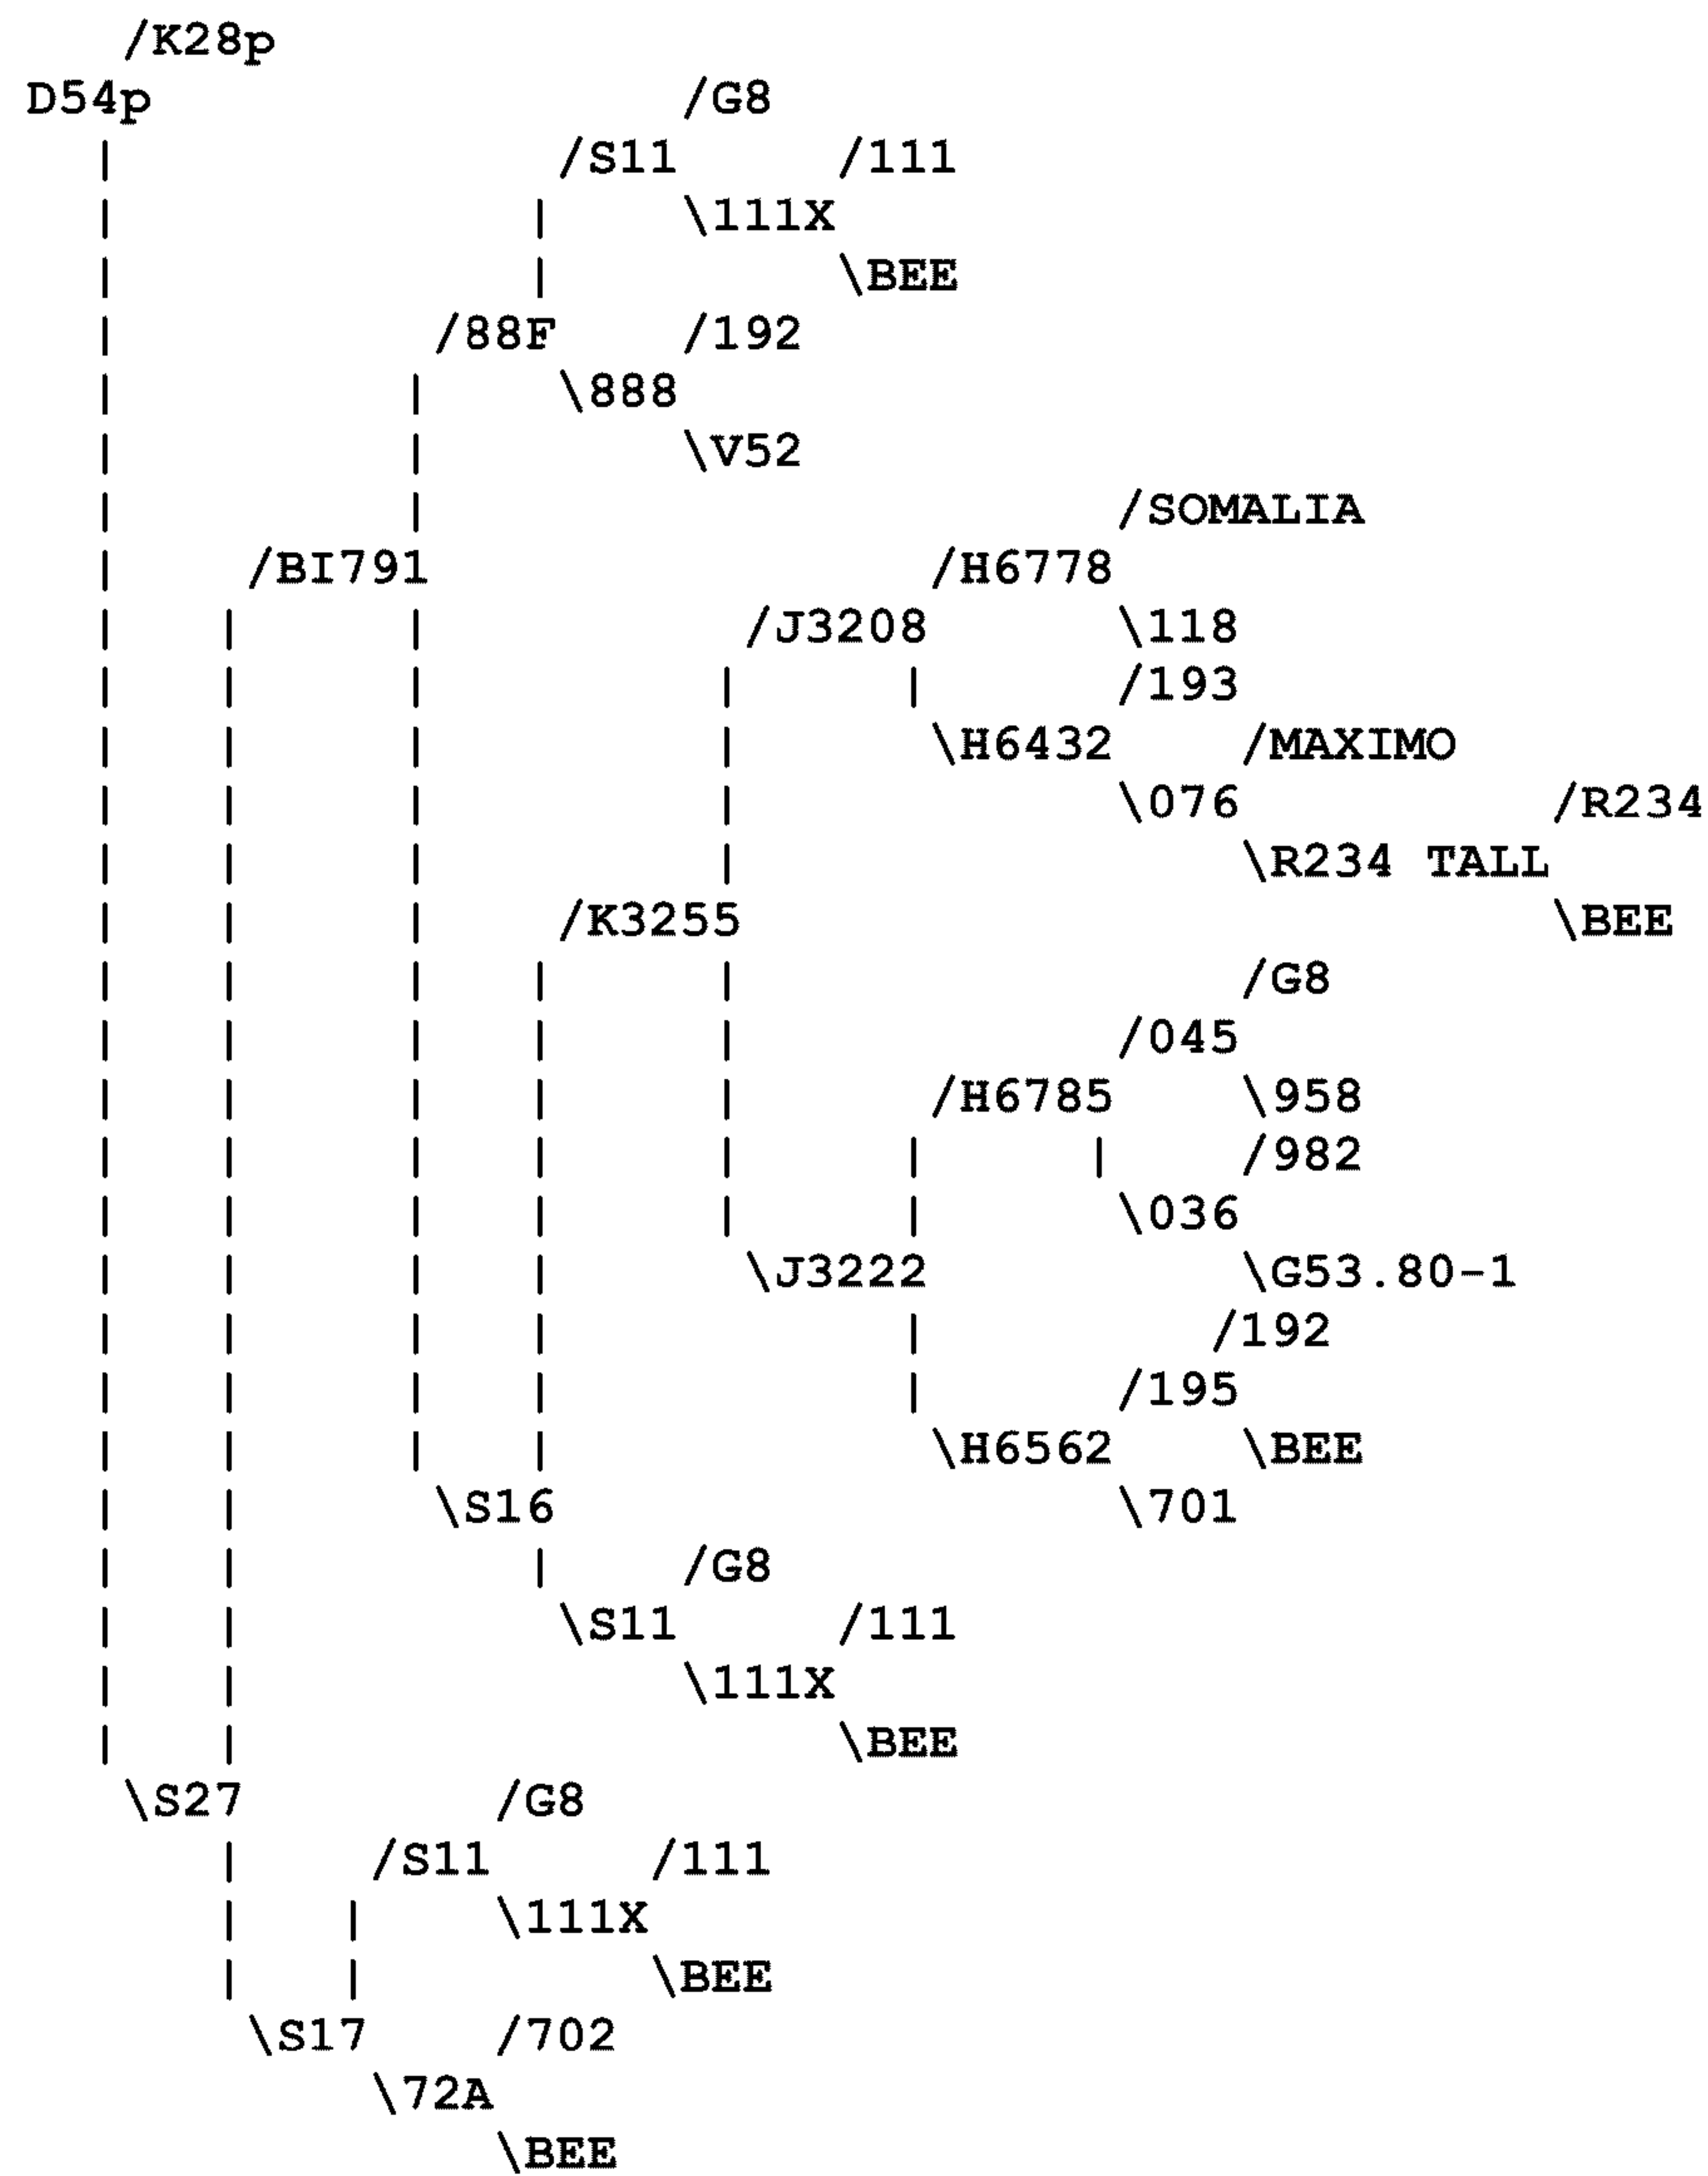 /K28p
D54p /G8
| /S11 /111
| | \111X
| | \BEE
| /88F /192
| | \888
| | \V52
| | /SOMALIA
| /BI791 /H6778
| | | /J3208 \118
| | | | | /193
| | | | \H6432 /MAXIMO
| | | | \076 /R234
| | | | \R234 TALL
| | | /K3255 \BEE
| | | | | /G8
| | | | | /045
| | | | | /H6785 \958
| | | | | | | /982
| | | | | | \036
| | | | \J3222 \G53.80-1
| | | | | /192
| | | | | /195
| | | | \H6562 \BEE
| | \S16 \701
| | | /G8
| | \S11 /111
| | \111X
| | \BEE
\S27 /G8
| /S11 /111
| | \111X
| | \BEE
\S17 /702
\72A
\BEE